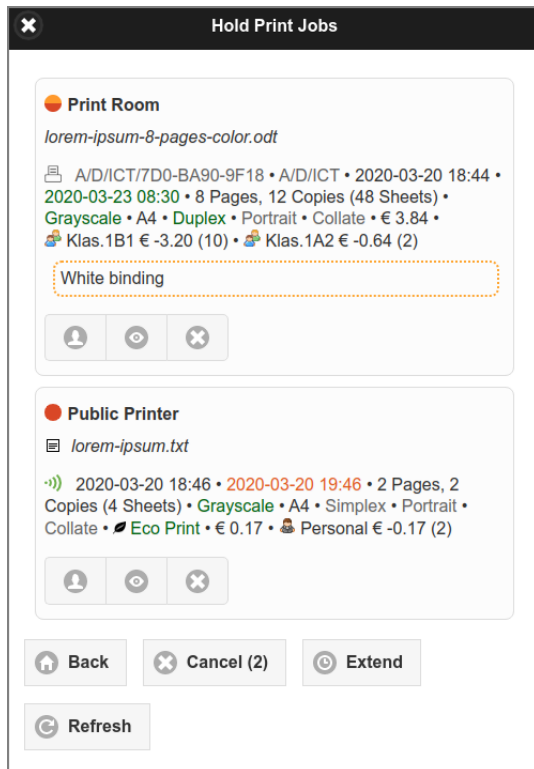 Hold Print Jobs
Print Room
lorem-ipsum-8-pages-color.odt
A/D/ICT/7D0-BA90-9F18 • A/D/ICT • 2020-03-20 18:44 •
2020-03-23 08:30 • 8 Pages, 12 Copies (48 Sheets) •
Grayscale • A4 • Duplex • Portrait • Collate • € 3.84 •
Klas.1B1 € -3.20 (10) • Klas.1A2 € -0.64 (2)
White binding
Public Printer
lorem-ipsum.txt
2020-03-20 18:46 • 2020-03-20 19:46 • 2 Pages, 2
Copies (4 Sheets) • Grayscale • A4 • Simplex • Portrait •
Collate • Eco Print • € 0.17 • Personal € -0.17 (2)
Back
Cancel (2)
Extend
Refresh